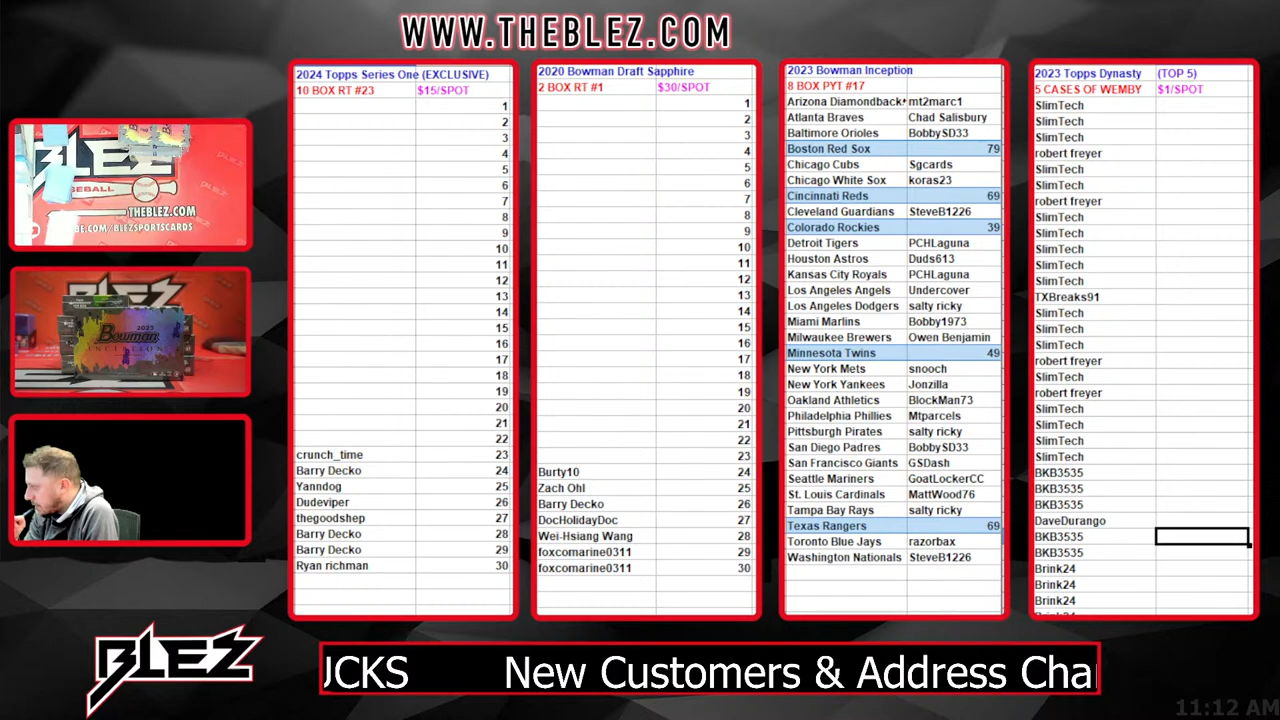 WWW.THEBLEZ.COM
BLEZ
BASEBALL
THEBLEZ.COM
BE.COM/BLEZSPORTSCARDS
BLEZ
2023
Bowman
INCEPTION
2024 Topps Series One (EXCLUSIVE)
10 BOX RT #23 $15/SPOT
1
2
3
4
5
6
7
8
9
10
11
12
13
14
15
16
17
18
19
20
21
22
crunch_time 23
Barry Decko 24
Yanndog 25
Dudeviper 26
thegoodshep 27
Barry Decko 28
Barry Decko 29
Ryan richman 30
2020 Bowman Draft Sapphire
2 BOX RT #1 $30/SPOT
1
2
3
4
5
6
7
8
9
10
11
12
13
14
15
16
17
18
19
20
21
22
23
Burty10 24
Zach Ohl 25
Barry Decko 26
DocHolidayDoc 27
Wei-Hsiang Wang 28
foxcomarine0311 29
foxcomarine0311 30
2023 Bowman Inception
8 BOX PYT #17
Arizona Diamondback mt2marc1
Atlanta Braves Chad Salisbury
Baltimore Orioles BobbySD33
Boston Red Sox 79
Chicago Cubs Sgcards
Chicago White Sox koras23
Cincinnati Reds 69
Cleveland Guardians SteveB1226
Colorado Rockies 39
Detroit Tigers PCHLaguna
Houston Astros Duds613
Kansas City Royals PCHLaguna
Los Angeles Angels Undercover
Los Angeles Dodgers salty ricky
Miami Marlins Bobby1973
Milwaukee Brewers Owen Benjamin
Minnesota Twins 49
New York Mets snooch
New York Yankees Jonzilla
Oakland Athletics BlockMan73
Philadelphia Phillies Mtparcels
Pittsburgh Pirates salty ricky
San Diego Padres BobbySD33
San Francisco Giants GSDash
Seattle Mariners GoatLockerCC
St. Louis Cardinals MattWood76
Tampa Bay Rays salty ricky
Texas Rangers 69
Toronto Blue Jays razorbax
Washington Nationals SteveB1226
2023 Topps Dynasty (TOP 5)
5 CASES OF WEMBY $1/SPOT
SlimTech
SlimTech
SlimTech
robert freyer
SlimTech
SlimTech
robert freyer
SlimTech
SlimTech
SlimTech
SlimTech
SlimTech
TXBreaks91
SlimTech
SlimTech
SlimTech
robert freyer
SlimTech
robert freyer
SlimTech
SlimTech
SlimTech
SlimTech
BKB3535
BKB3535
BKB3535
DaveDurango
BKB3535
BKB3535
Brink24
Brink24
Brink24
BLEZ
JCKS New Customers & Address Cha
11:12 AM